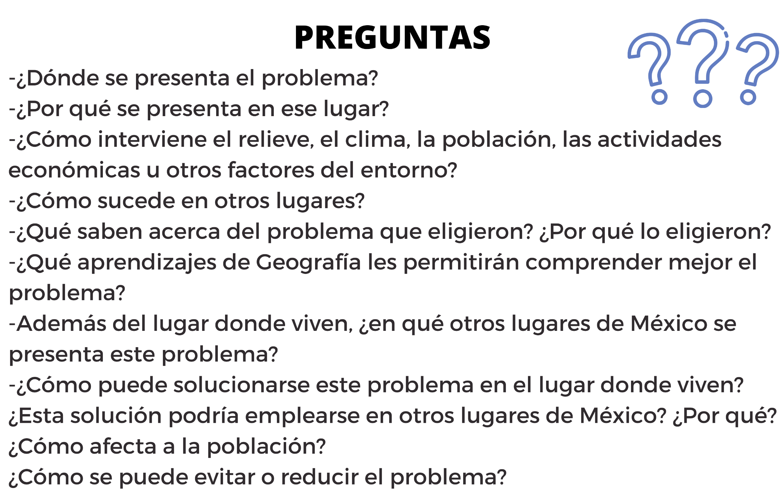 PREGUNTAS
-¿Dónde se presenta el problema?
-¿Por qué se presenta en ese lugar?
-¿Cómo interviene el relieve, el clima, la población, las actividades
económicas u otros factores del entorno?
-¿Cómo sucede en otros lugares?
-¿Qué saben acerca del problema que eligieron? ¿Por qué lo eligieron?
-¿Qué aprendizajes de Geografía les permitirán comprender mejor el
problema?
-Además del lugar donde viven, ¿en qué otros lugares de México se
presenta este problema?
-¿Cómo puede solucionarse este problema en el lugar donde viven?
¿Esta solución podría emplearse en otros lugares de México? ¿Por qué?
¿Cómo afecta a la población?
¿Cómo se puede evitar o reducir el problema?